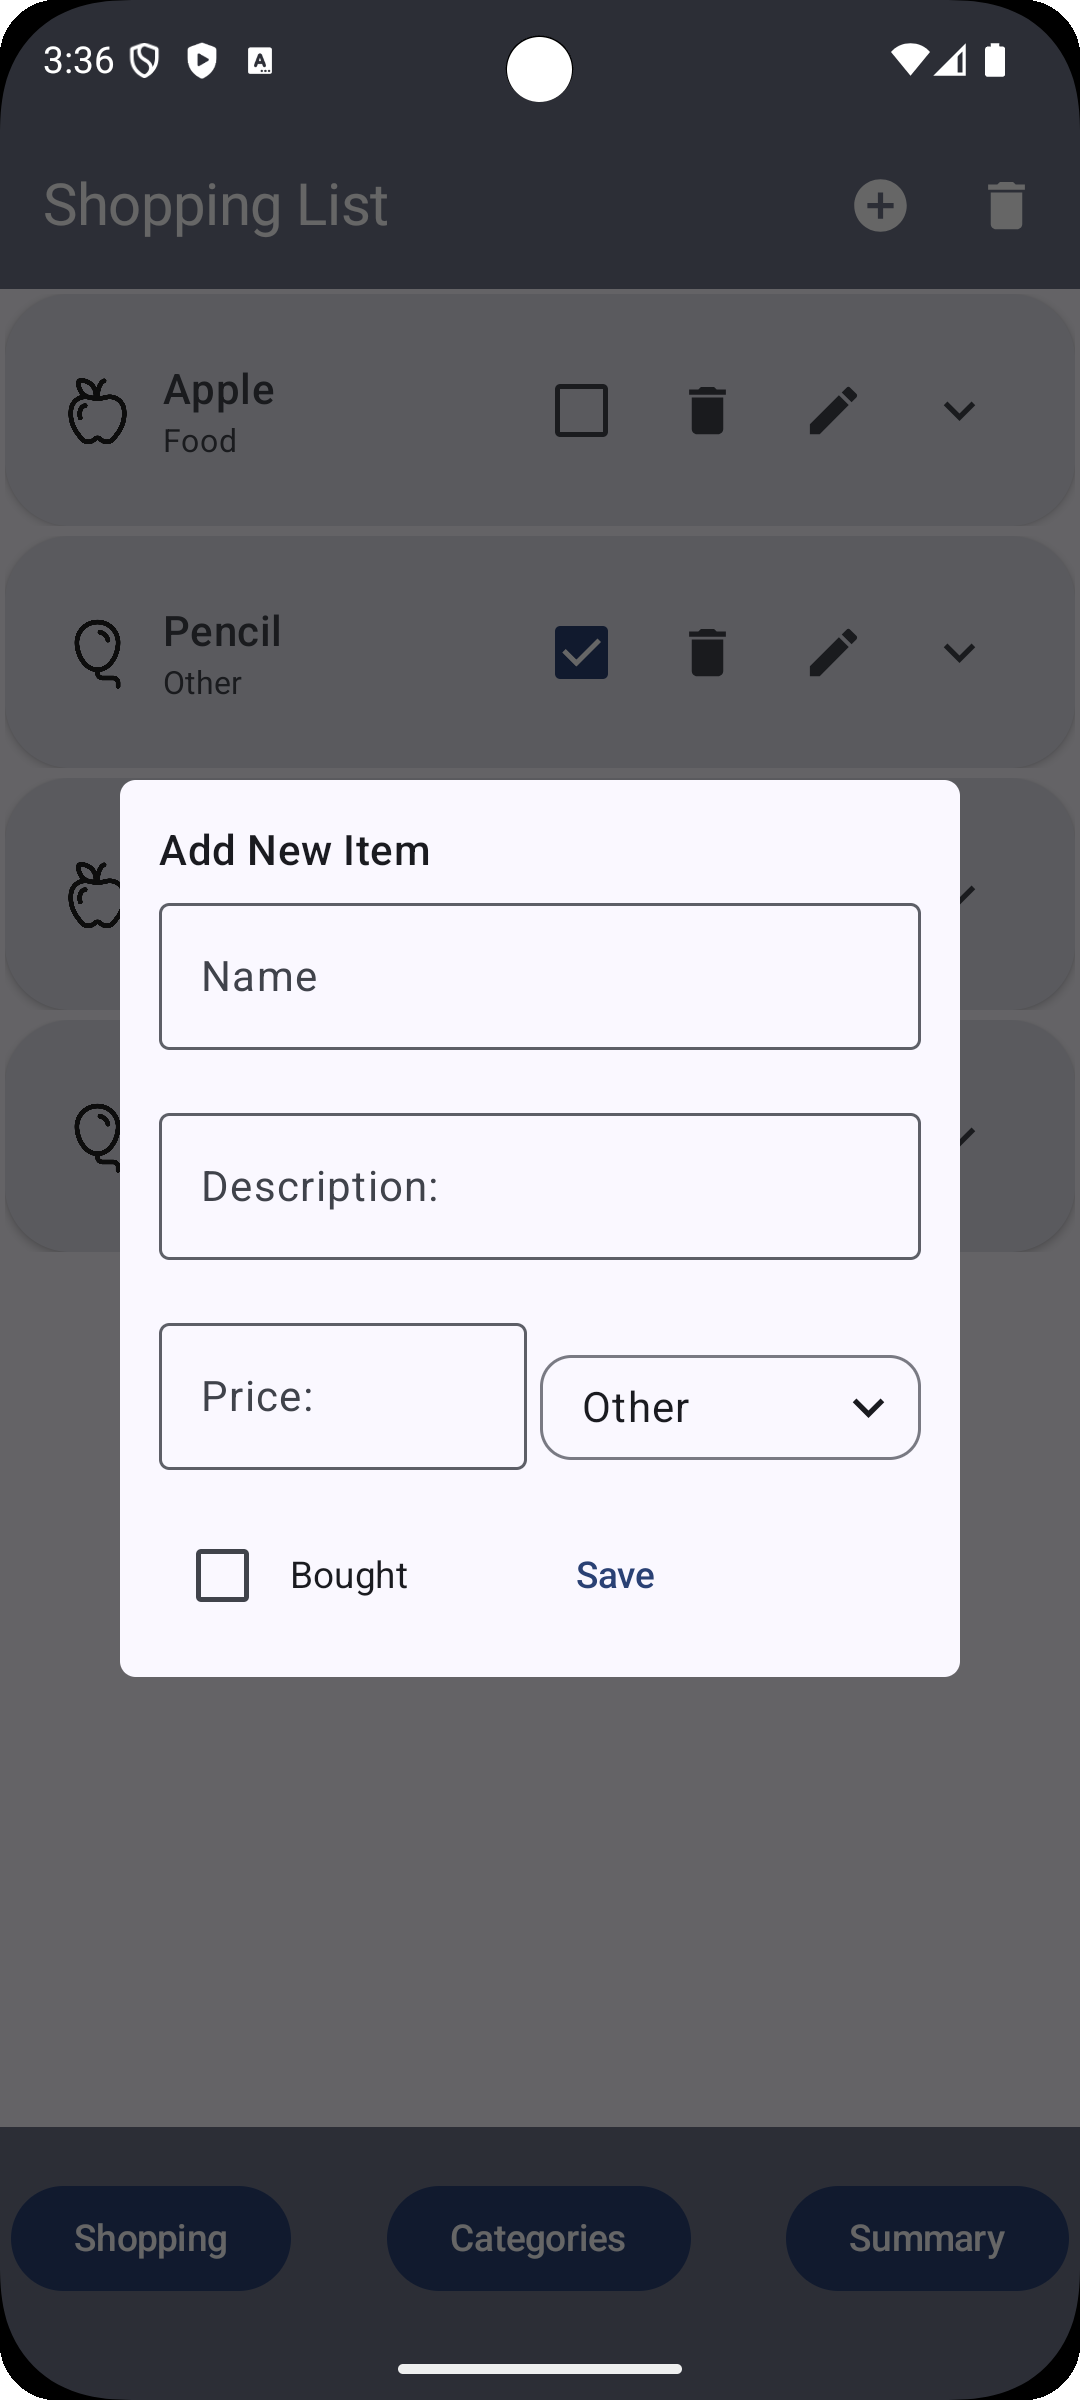 3:36
Shopping List
Apple
Food
Pencil
Other
Add New Item
Name
Description:
Price:
Other
Bought
Save
Shopping
Categories
Summary